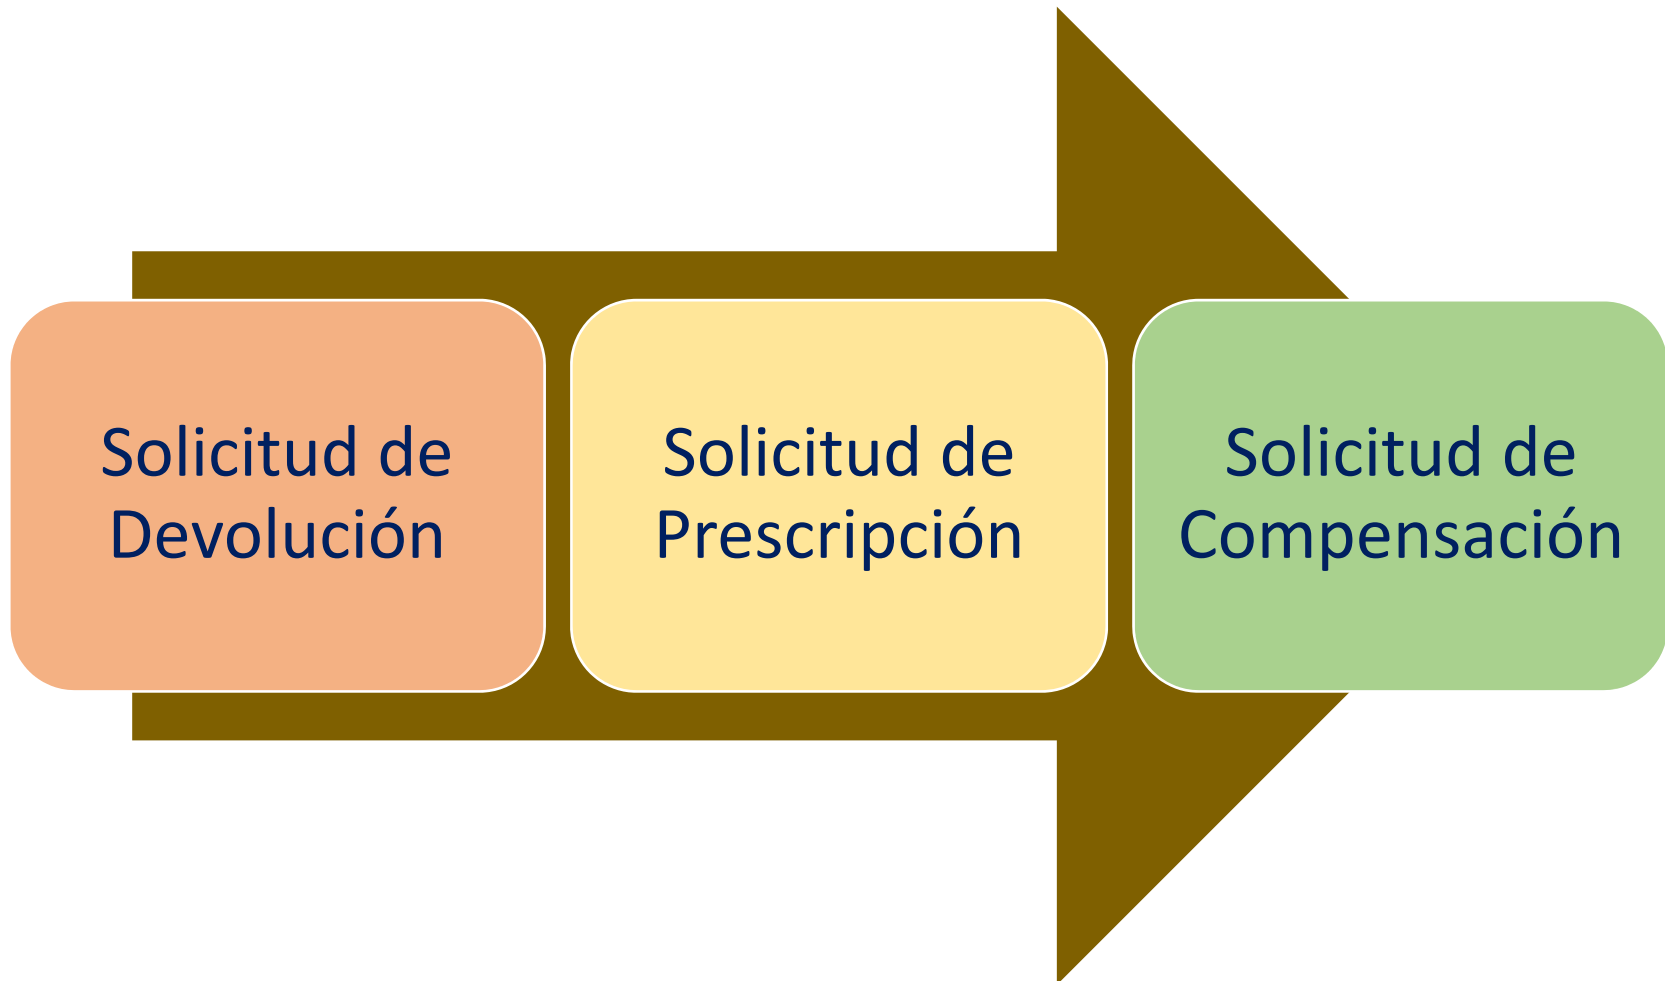 Solicitud de
Devolución
Solicitud de
Prescripción
Solicitud de
Compensación